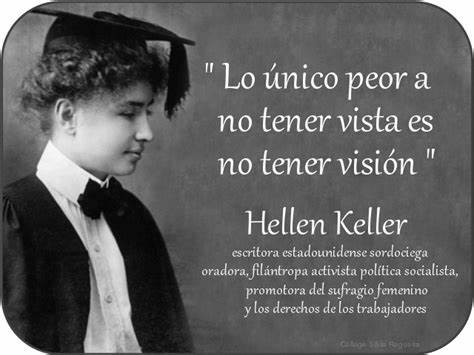 " Lo único peor a
no tener vista es
no tener visión "
Hellen Keller
escritora estadounidense sordociega
oradora, filántropa activista política socialista,
promotora del sufragio femenino
y los derechos de los trabajadores